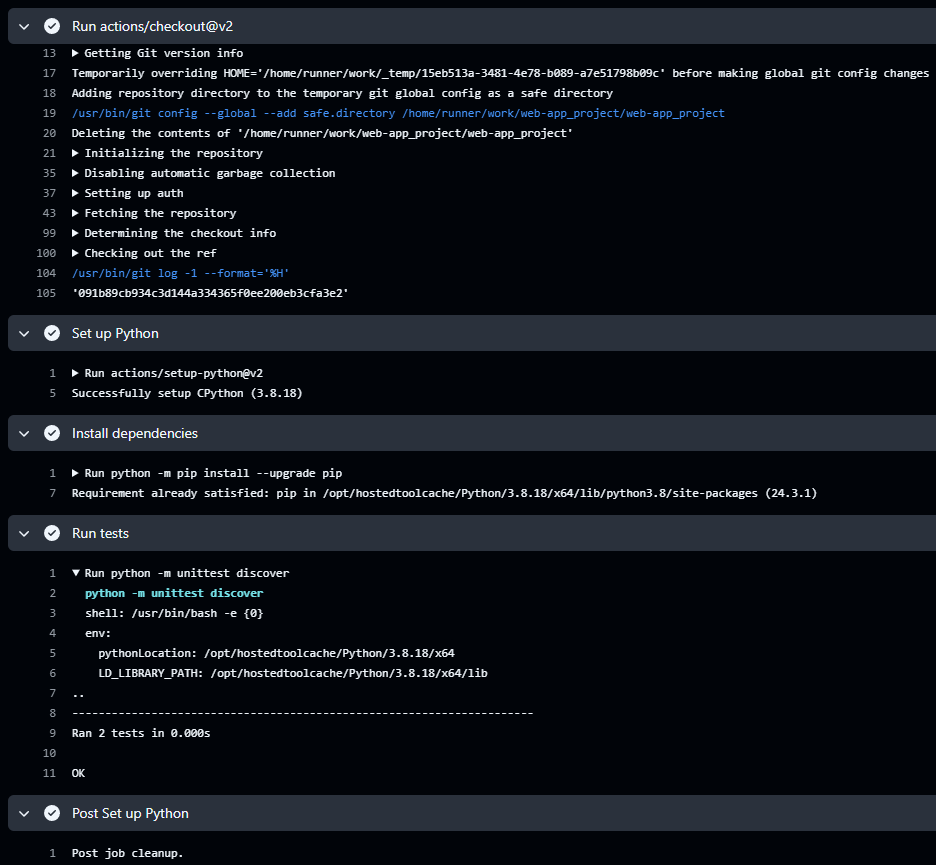 Run actions/checkout@v2
13 ▶ Getting Git version info
17 Temporarily overriding HOME='/home/runner/work/_temp/15eb513a-3481-4e78-b089-a7e51798b09c' before making global git config changes
18 Adding repository directory to the temporary git global config as a safe directory
19 /usr/bin/git config --global --add safe.directory /home/runner/work/web-app_project/web-app_project
20 Deleting the contents of '/home/runner/work/web-app_project/web-app_project'
21 ▶ Initializing the repository
35 ▶ Disabling automatic garbage collection
37 ▶ Setting up auth
43 ▶ Fetching the repository
99 ▶ Determining the checkout info
100 ▶ Checking out the ref
104 /usr/bin/git log -1 --format='%H'
105 '091b89cb934c3d144a334365f0ee200eb3cfa3e2'
Set up Python
1 ▶ Run actions/setup-python@v2
5 Successfully setup CPython (3.8.18)
Install dependencies
1 ▶ Run python -m pip install --upgrade pip
7 Requirement already satisfied: pip in /opt/hostedtoolcache/Python/3.8.18/x64/lib/python3.8/site-packages (24.3.1)
Run tests
1 ▼ Run python -m unittest discover
2 python -m unittest discover
3 shell: /usr/bin/bash -e {0}
4 env:
5 pythonLocation: /opt/hostedtoolcache/Python/3.8.18/x64
6 LD_LIBRARY_PATH: /opt/hostedtoolcache/Python/3.8.18/x64/lib
7 ..
8 ----------------------------------------------------------------------
9 Ran 2 tests in 0.000s
10
11 OK
Post Set up Python
1 Post job cleanup.